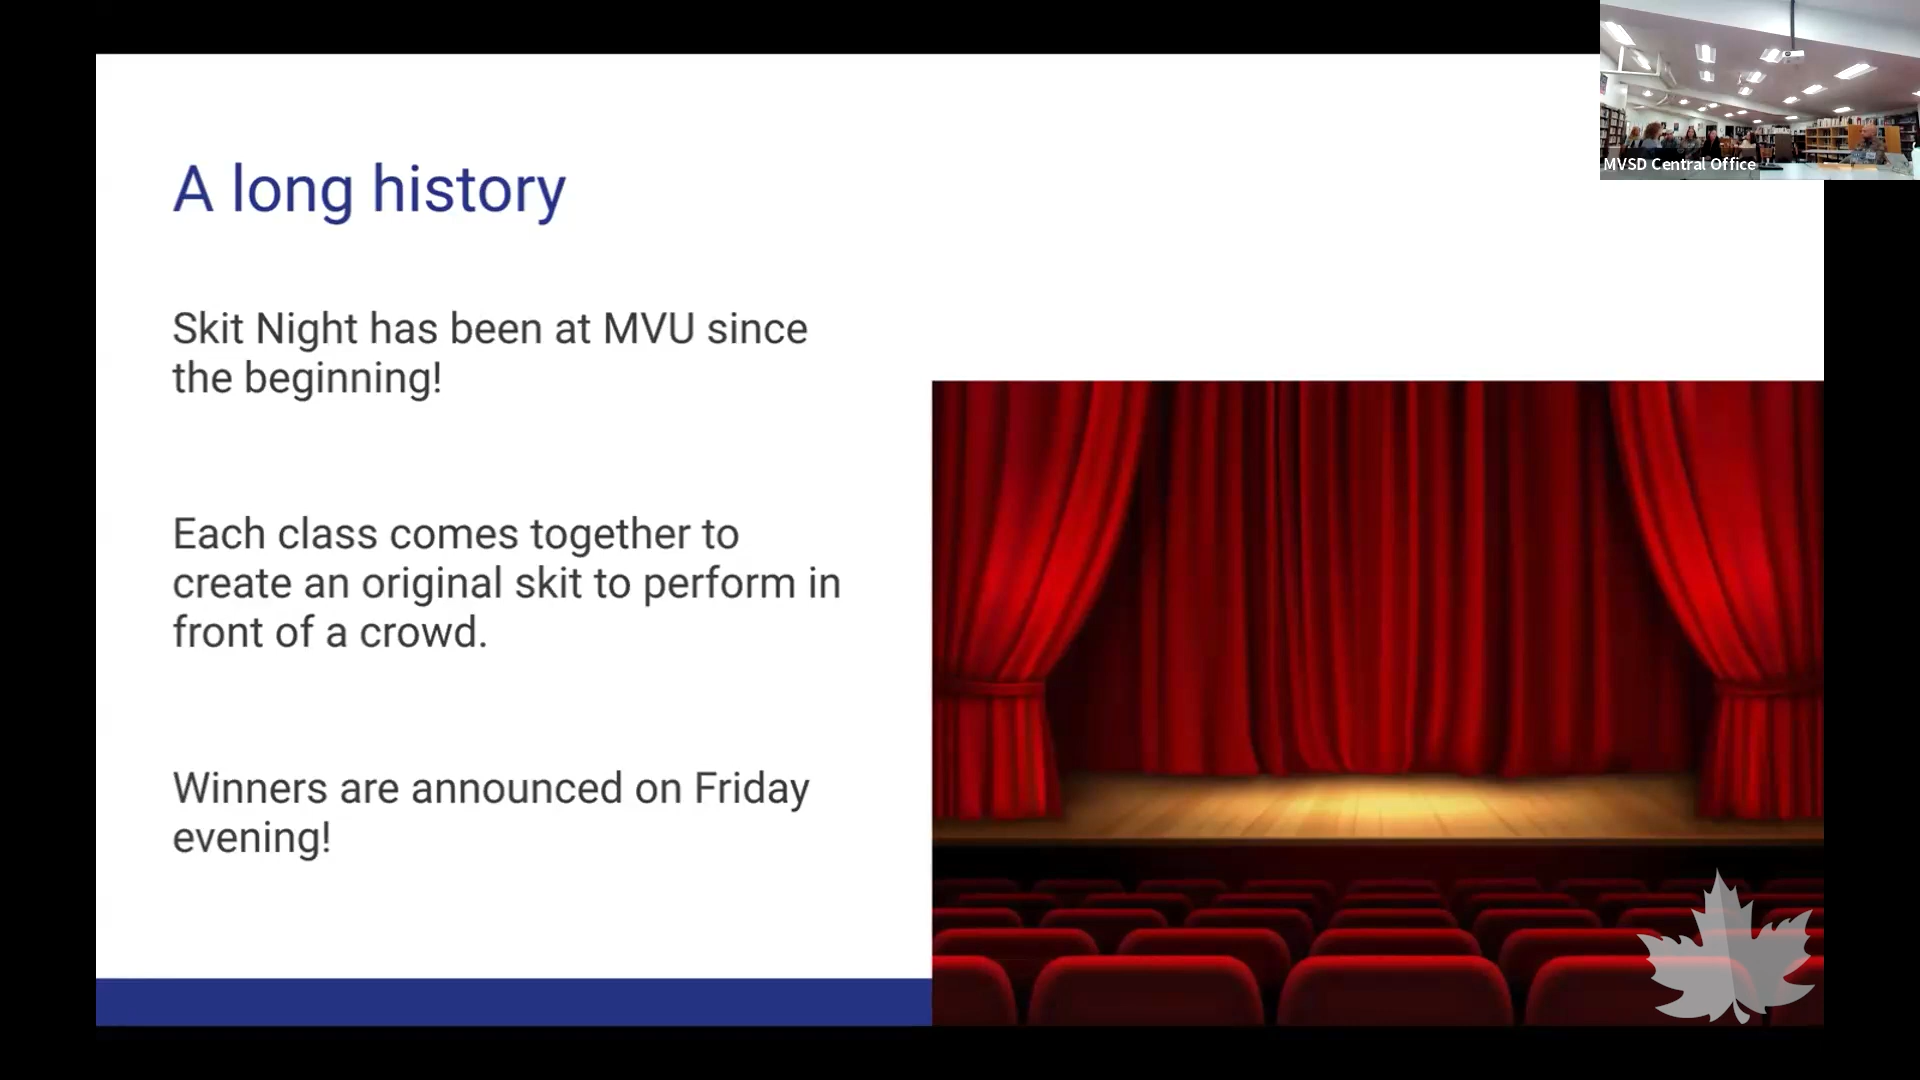 MVSD Central Office
A long history
Skit Night has been at MVU since
the beginning!
Each class comes together to
create an original skit to perform in
front of a crowd.
Winners are announced on Friday
evening!